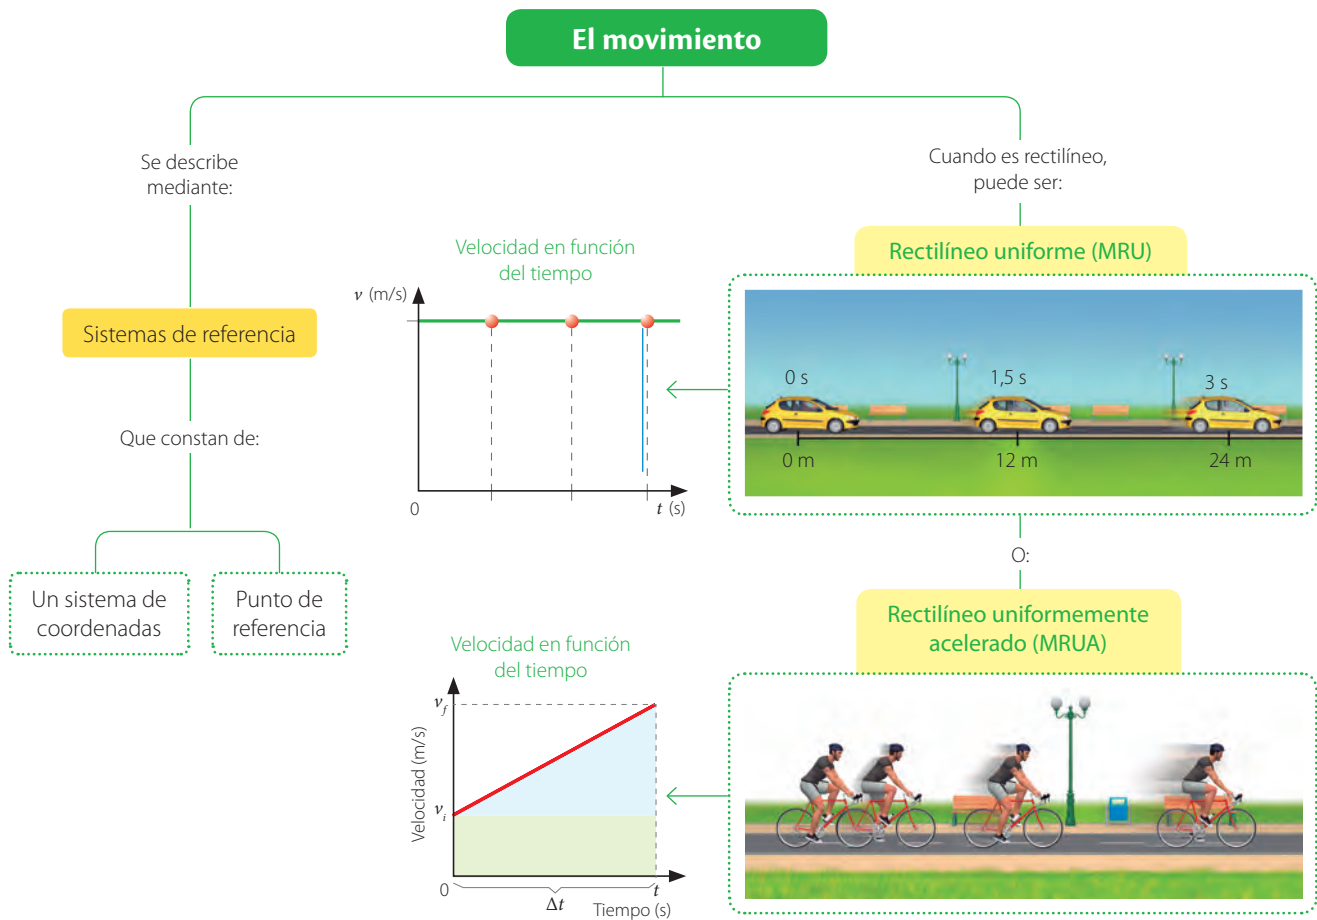 El movimiento
Se describe
mediante:
Sistemas de referencia
Que constan de:
Un sistema de
coordenadas
Punto de
referencia
Cuando es rectilíneo,
puede ser:
Rectilíneo uniforme (MRU)
0 s
1,5 s
3 s
0 m
12 m
24 m
Velocidad en función
del tiempo
v (m/s)
0
t (s)
O:
Rectilíneo uniformemente
acelerado (MRUA)
Velocidad en función
del tiempo
Velocidad (m/s)
vf
vi
0
t
Δt
Tiempo (s)